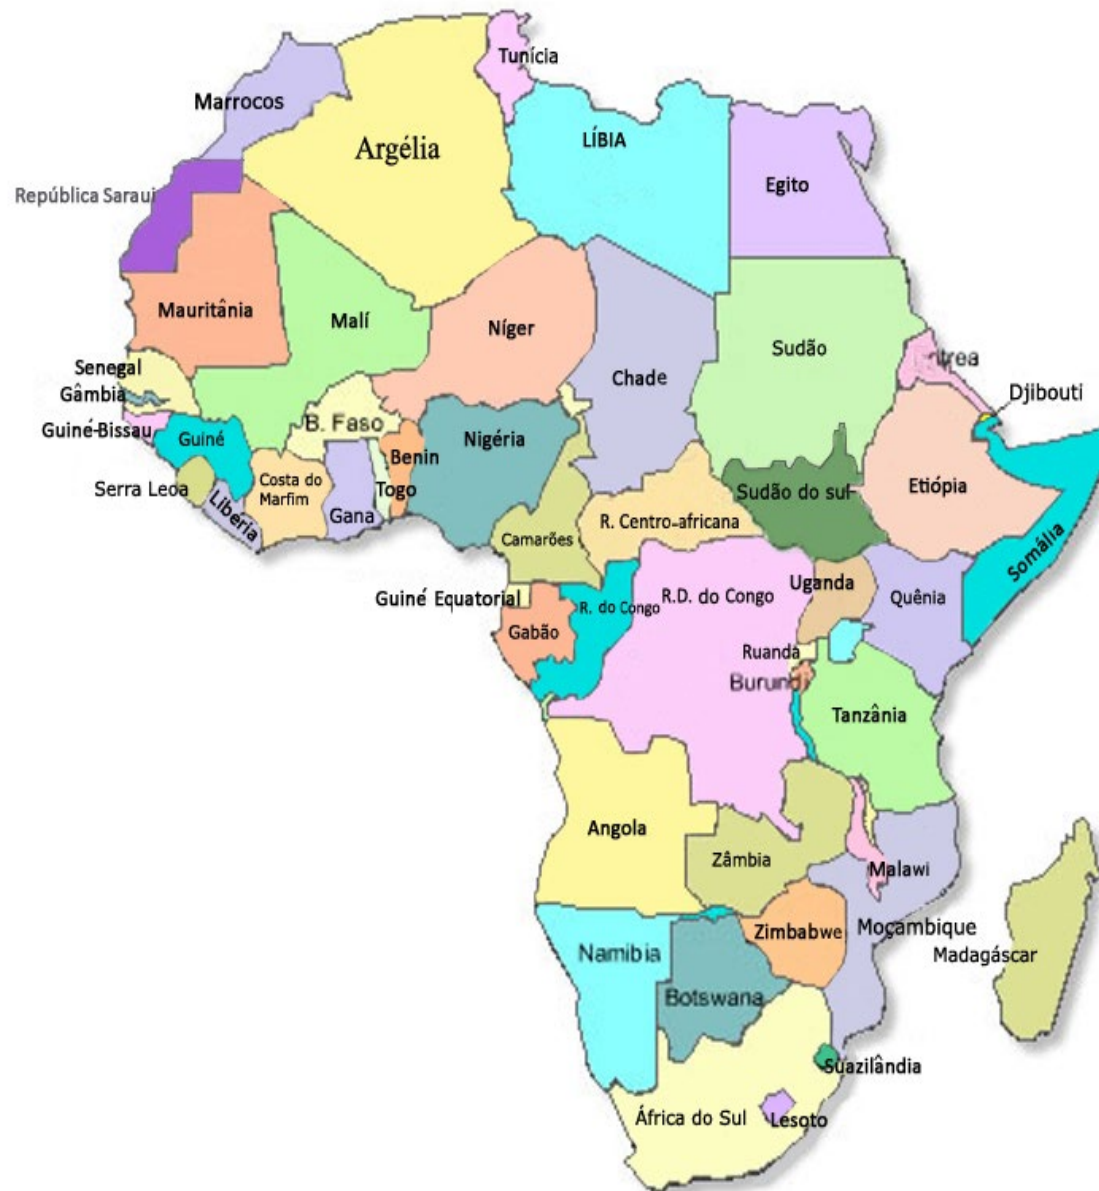 Tunícia
Marrocos
LÍBIA
Argélia
Egito
República Saraui
Mauritânia
Malí
Níger
Sudão
Eritrea
Senegal
Chade
Gâmbia
Djibouti
B. Faso
Guiné-Bissau
Guiné
Nigéria
Benin
Costa do
Marfim
Serra Leoa
Togo
Sudão do sul
Etiópia
Libéria
Gana
R. Centro-africana
Camarões
Somália
Uganda
Guiné Equatorial
R. do Congo
R.D. do Congo
Quênia
Gabão
Ruanda
Burundi
Tanzânia
Angola
Zâmbia
Malawi
Moçambique
Zimbabwe
Namibia
Madagáscar
Botswana
Suazilândia
África do Sul
Lesoto